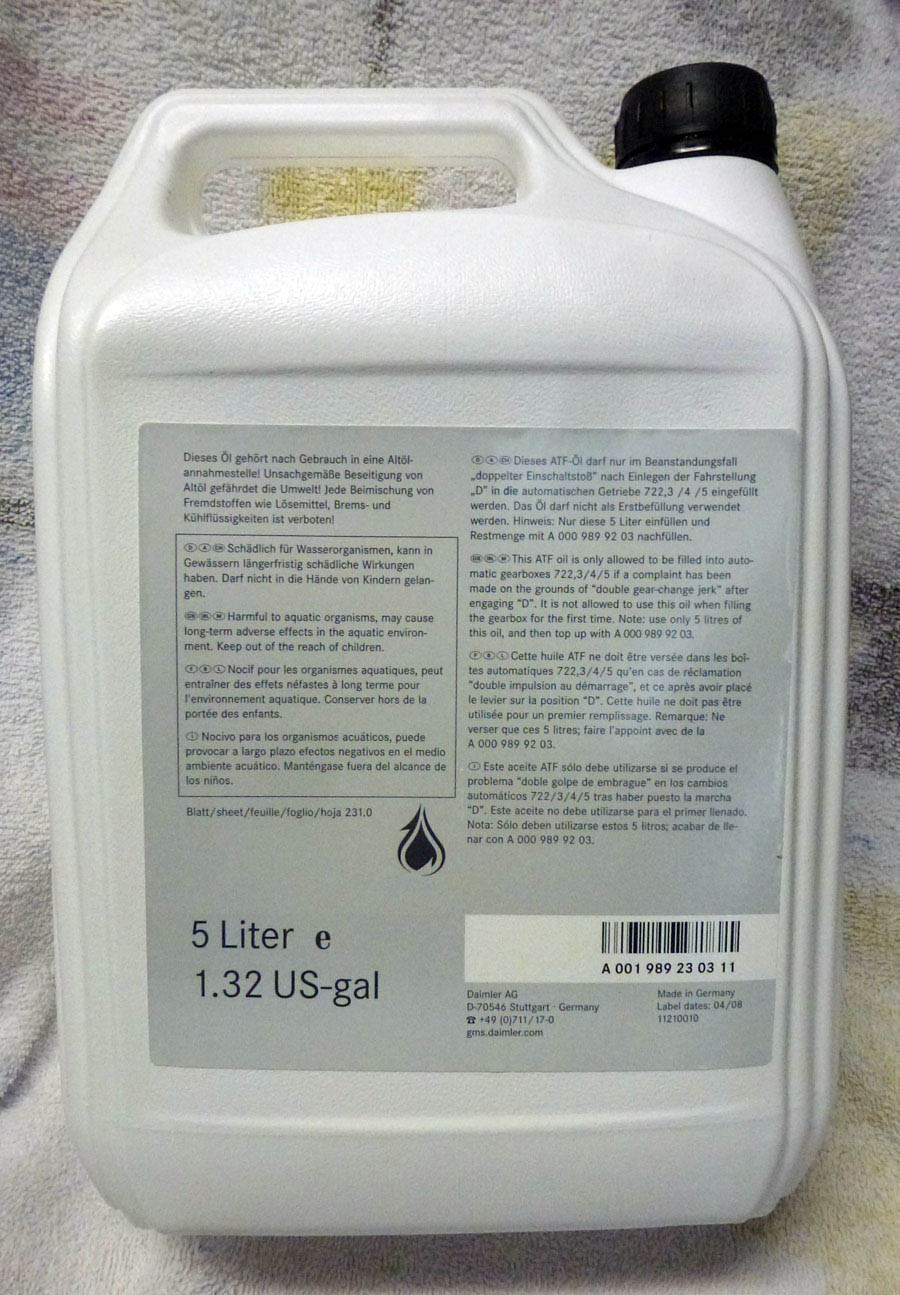 Dieses Öl gehört nach Gebrauch in eine Altöl-
annahmestelle! Unsachgemäße Beseitigung von
Altöl gefährdet die Umwelt! Jede Beimischung von
Fremdstoffen wie Lösemittel, Brems- und
Kühlflüssigkeiten ist verboten!
D A CH Schädlich für Wasserorganismen, kann in
Gewässern längerfristig schädliche Wirkungen
haben. Darf nicht in die Hände von Kindern gelan-
gen.
GB IRL M Harmful to aquatic organisms, may cause
long-term adverse effects in the aquatic environ-
ment. Keep out of the reach of children.
F B L Nocif pour les organismes aquatiques, peut
entraîner des effets néfastes à long terme pour
l'environnement aquatique. Conserver hors de la
portée des enfants.
Nocivo para los organismos acuáticos, puede
provocar a largo plazo efectos negativos en el medio
ambiente acuático. Manténgase fuera del alcance de
los niños.
Blatt/sheet/feuille/foglio/hoja 231.0
5 Liter e
1.32 US-gal
D A CH Dieses ATF-Öl darf nur im Beanstandungsfall
„doppelter Einschaltstoß" nach Einlegen der Fahrstellung
„D" in die automatischen Getriebe 722,3 /4 /5 eingefüllt
werden. Das Öl darf nicht als Erstbefüllung verwendet
werden. Hinweis: Nur diese 5 Liter einfüllen und
Restmenge mit A 000 989 92 03 nachfüllen.
GB IRL M This ATF oil is only allowed to be filled into auto-
matic gearboxes 722,3/4/5 if a complaint has been
made on the grounds of "double gear-change jerk" after
engaging "D". It is not allowed to use this oil when filling
the gearbox for the first time. Note: use only 5 litres of
this oil, and then top up with A 000 989 92 03.
F B L Cette huile ATF ne doit être versée dans les boî-
tes automatiques 722,3/4/5 qu'en cas de réclamation
"double impulsion au démarrage", et ce après avoir placé
le levier sur la position "D". Cette huile ne doit pas être
utilisée pour un premier remplissage. Remarque: Ne
verser que ces 5 litres; faire l'appoint avec de la
A 000 989 92 03.
Este aceite ATF sólo debe utilizarse si se produce el
problema "doble golpe de embrague" en los cambios
automáticos 722/3/4/5 tras haber puesto la marcha
"D". Este aceite no debe utilizarse para el primer llenado.
Nota: Sólo deben utilizarse estos 5 litros; acabar de lle-
nar con A 000 989 92 03.
A 001 989 23 03 11
Daimler AG
D-70546 Stuttgart · Germany
☎ +49 (0)711/17-0
gms.daimler.com
Made in Germany
Label dates: 04/08
11210010